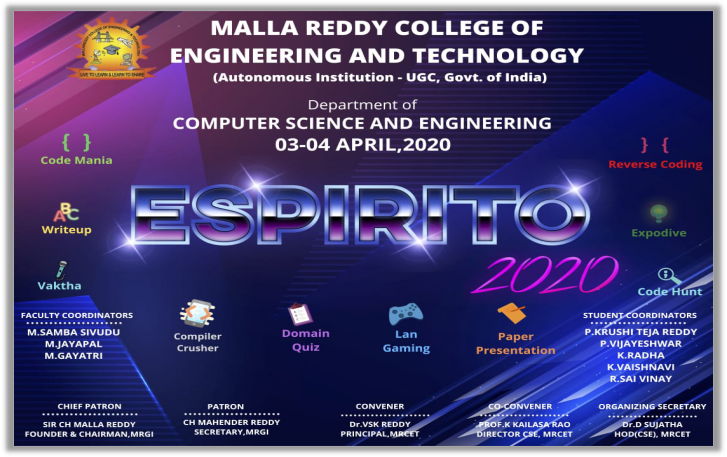 MALLA REDDY COLLEGE OF
ENGINEERING AND TECHNOLOGY
(Autonomous Institution - UGC, Govt. of India)
LIVE TO LEARN & LEARN TO SHARE
Department of
COMPUTER SCIENCE AND ENGINEERING
03-04 APRIL,2020
{ }
Code Mania
} {
Reverse Coding
ABC
Writeup
ESPIRITO
2020
Expodive
Vaktha
Code Hunt
FACULTY COORDINATORS
M.SAMBA SIVUDU
M.JAYAPAL
M.GAYATRI
Compiler
Crusher
Domain
Quiz
Lan
Gaming
Paper
Presentation
STUDENT COORDINATORS
P.KRUSHI TEJA REDDY
P.VIJAYESHWAR
K.RADHA
K.VAISHNAVI
R.SAI VINAY
CHIEF PATRON
SIR CH MALLA REDDY
FOUNDER & CHAIRMAN,MRGI
PATRON
CH MAHENDER REDDY
SECRETARY,MRGI
CONVENER
Dr.VSK REDDY
PRINCIPAL,MRCET
CO-CONVENER
PROF.K KAILASA RAO
DIRECTOR CSE, MRCET
ORGANIZING SECRETARY
Dr.D SUJATHA
HOD(CSE), MRCET